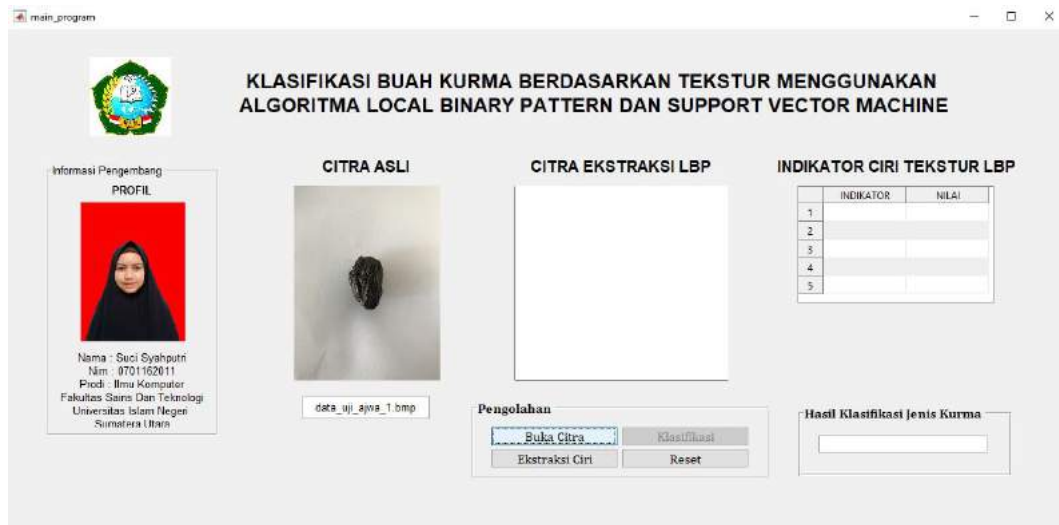 main_program
KLASIFIKASI BUAH KURMA BERDASARKAN TEKSTUR MENGGUNAKAN
ALGORITMA LOCAL BINARY PATTERN DAN SUPPORT VECTOR MACHINE
Informasi Pengembang
PROFIL
Nama : Suci Syahputri
Nim : 0701162011
Prodi : Ilmu Komputer
Fakultas Sains Dan Teknologi
Universitas Islam Negeri
Sumatera Utara
CITRA ASLI
data_uji_ajwa_1.bmp
CITRA EKSTRAKSI LBP
INDIKATOR CIRI TEKSTUR LBP
INDIKATOR NILAI
1
2
3
4
5
Pengolahan
Buka Citra Klasifikasi
Ekstraksi Ciri Reset
Hasil Klasifikasi Jenis Kurma